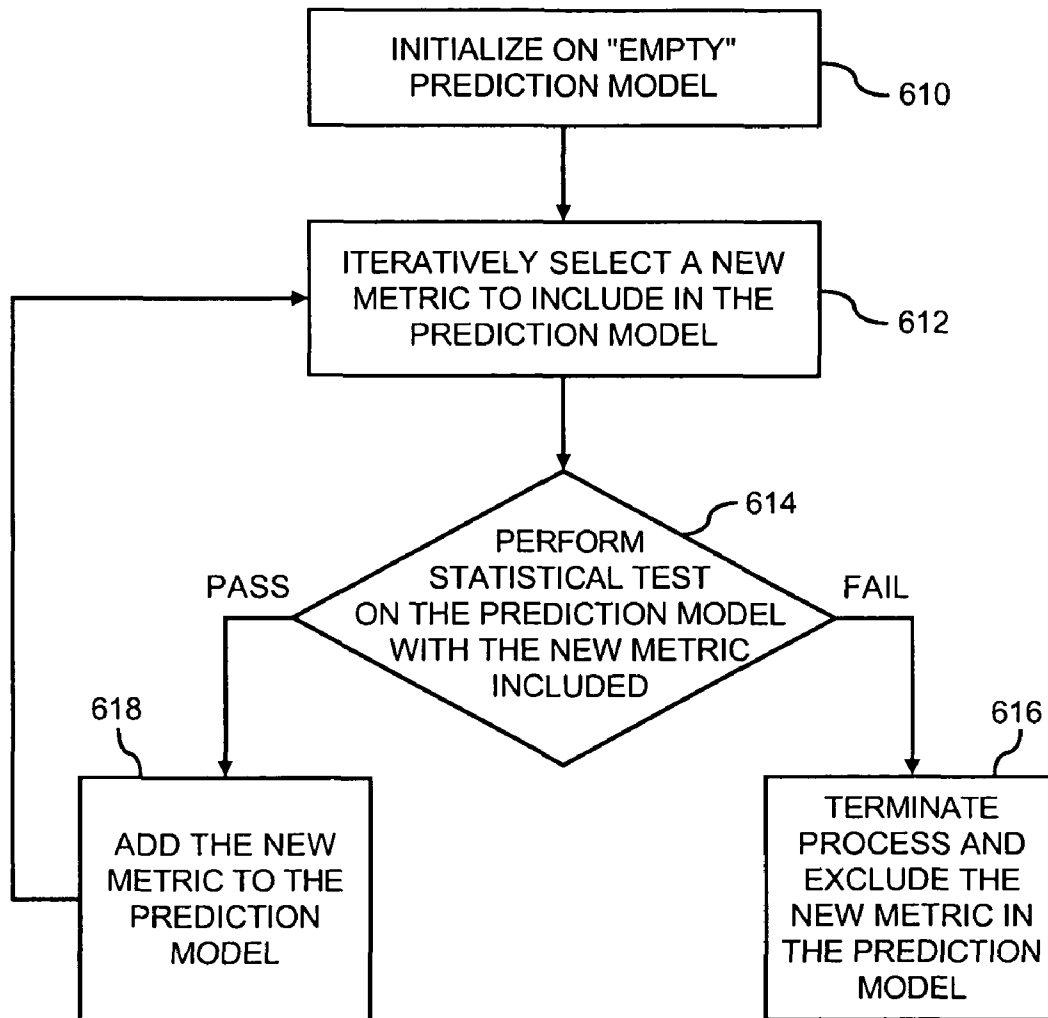 INITIALIZE ON "EMPTY"
PREDICTION MODEL
610
ITERATIVELY SELECT A NEW
METRIC TO INCLUDE IN THE
PREDICTION MODEL
612
614
PERFORM
STATISTICAL TEST
ON THE PREDICTION MODEL
WITH THE NEW METRIC
INCLUDED
PASS
FAIL
618
ADD THE NEW
METRIC TO THE
PREDICTION
MODEL
616
TERMINATE
PROCESS AND
EXCLUDE THE
NEW METRIC IN
THE PREDICTION
MODEL